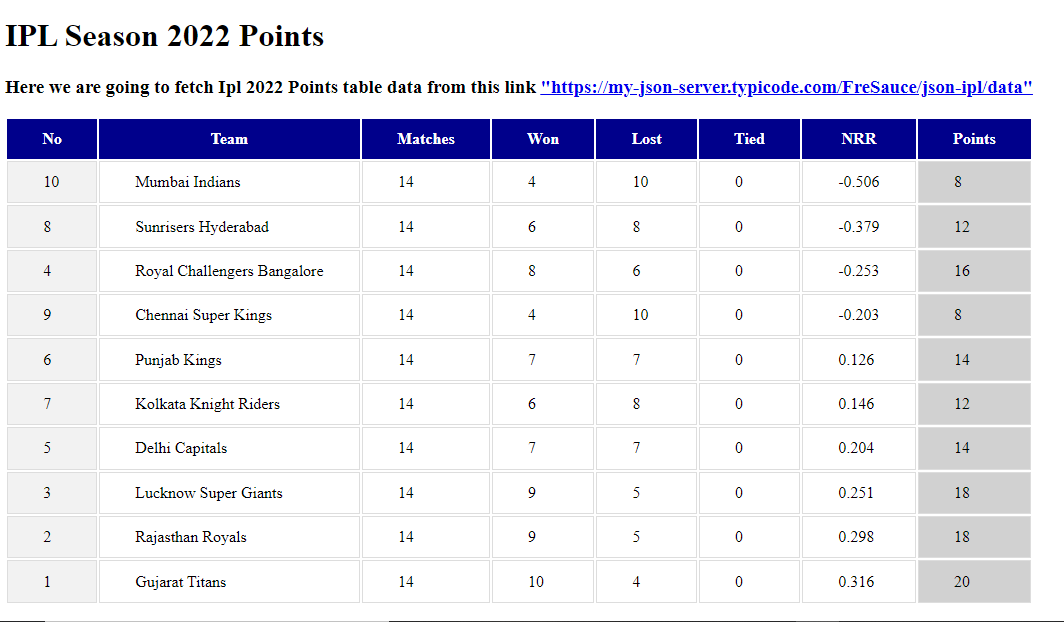 IPL Season 2022 Points
Here we are going to fetch Ipl 2022 Points table data from this link "https://my-json-server.typicode.com/FreSauce/json-ipl/data"
No Team Matches Won Lost Tied NRR Points
10 Mumbai Indians 14 4 10 0 -0.506 8
8 Sunrisers Hyderabad 14 6 8 0 -0.379 12
4 Royal Challengers Bangalore 14 8 6 0 -0.253 16
9 Chennai Super Kings 14 4 10 0 -0.203 8
6 Punjab Kings 14 7 7 0 0.126 14
7 Kolkata Knight Riders 14 6 8 0 0.146 12
5 Delhi Capitals 14 7 7 0 0.204 14
3 Lucknow Super Giants 14 9 5 0 0.251 18
2 Rajasthan Royals 14 9 5 0 0.298 18
1 Gujarat Titans 14 10 4 0 0.316 20